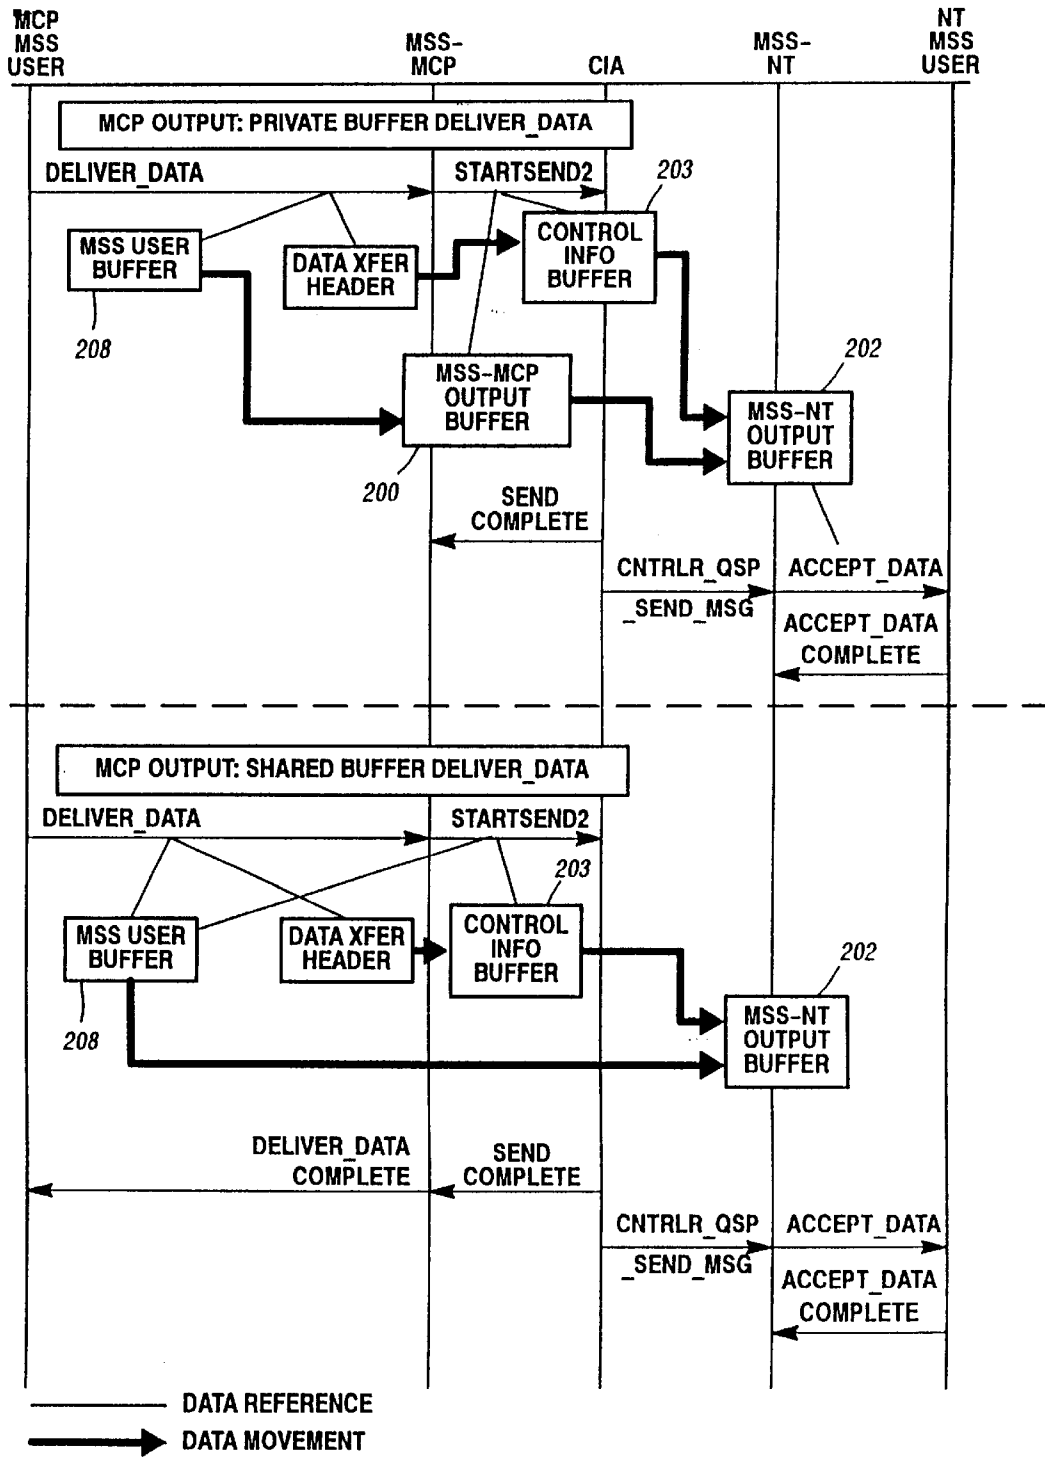 MCP
MSS
USER
MSS-
MCP
CIA
MSS-
NT
NT
MSS
USER
MCP OUTPUT: PRIVATE BUFFER DELIVER_DATA
DELIVER_DATA
STARTSEND2
203
MSS USER
BUFFER
DATA XFER
HEADER
CONTROL
INFO
BUFFER
208
MSS-MCP
OUTPUT
BUFFER
202
MSS-NT
OUTPUT
BUFFER
200
SEND
COMPLETE
CNTRLR_QSP
_SEND_MSG
ACCEPT_DATA
ACCEPT_DATA
COMPLETE
MCP OUTPUT: SHARED BUFFER DELIVER_DATA
DELIVER_DATA
STARTSEND2
203
MSS USER
BUFFER
DATA XFER
HEADER
CONTROL
INFO
BUFFER
202
208
MSS-NT
OUTPUT
BUFFER
DELIVER_DATA
COMPLETE
SEND
COMPLETE
CNTRLR_QSP
_SEND_MSG
ACCEPT_DATA
ACCEPT_DATA
COMPLETE
DATA REFERENCE
DATA MOVEMENT